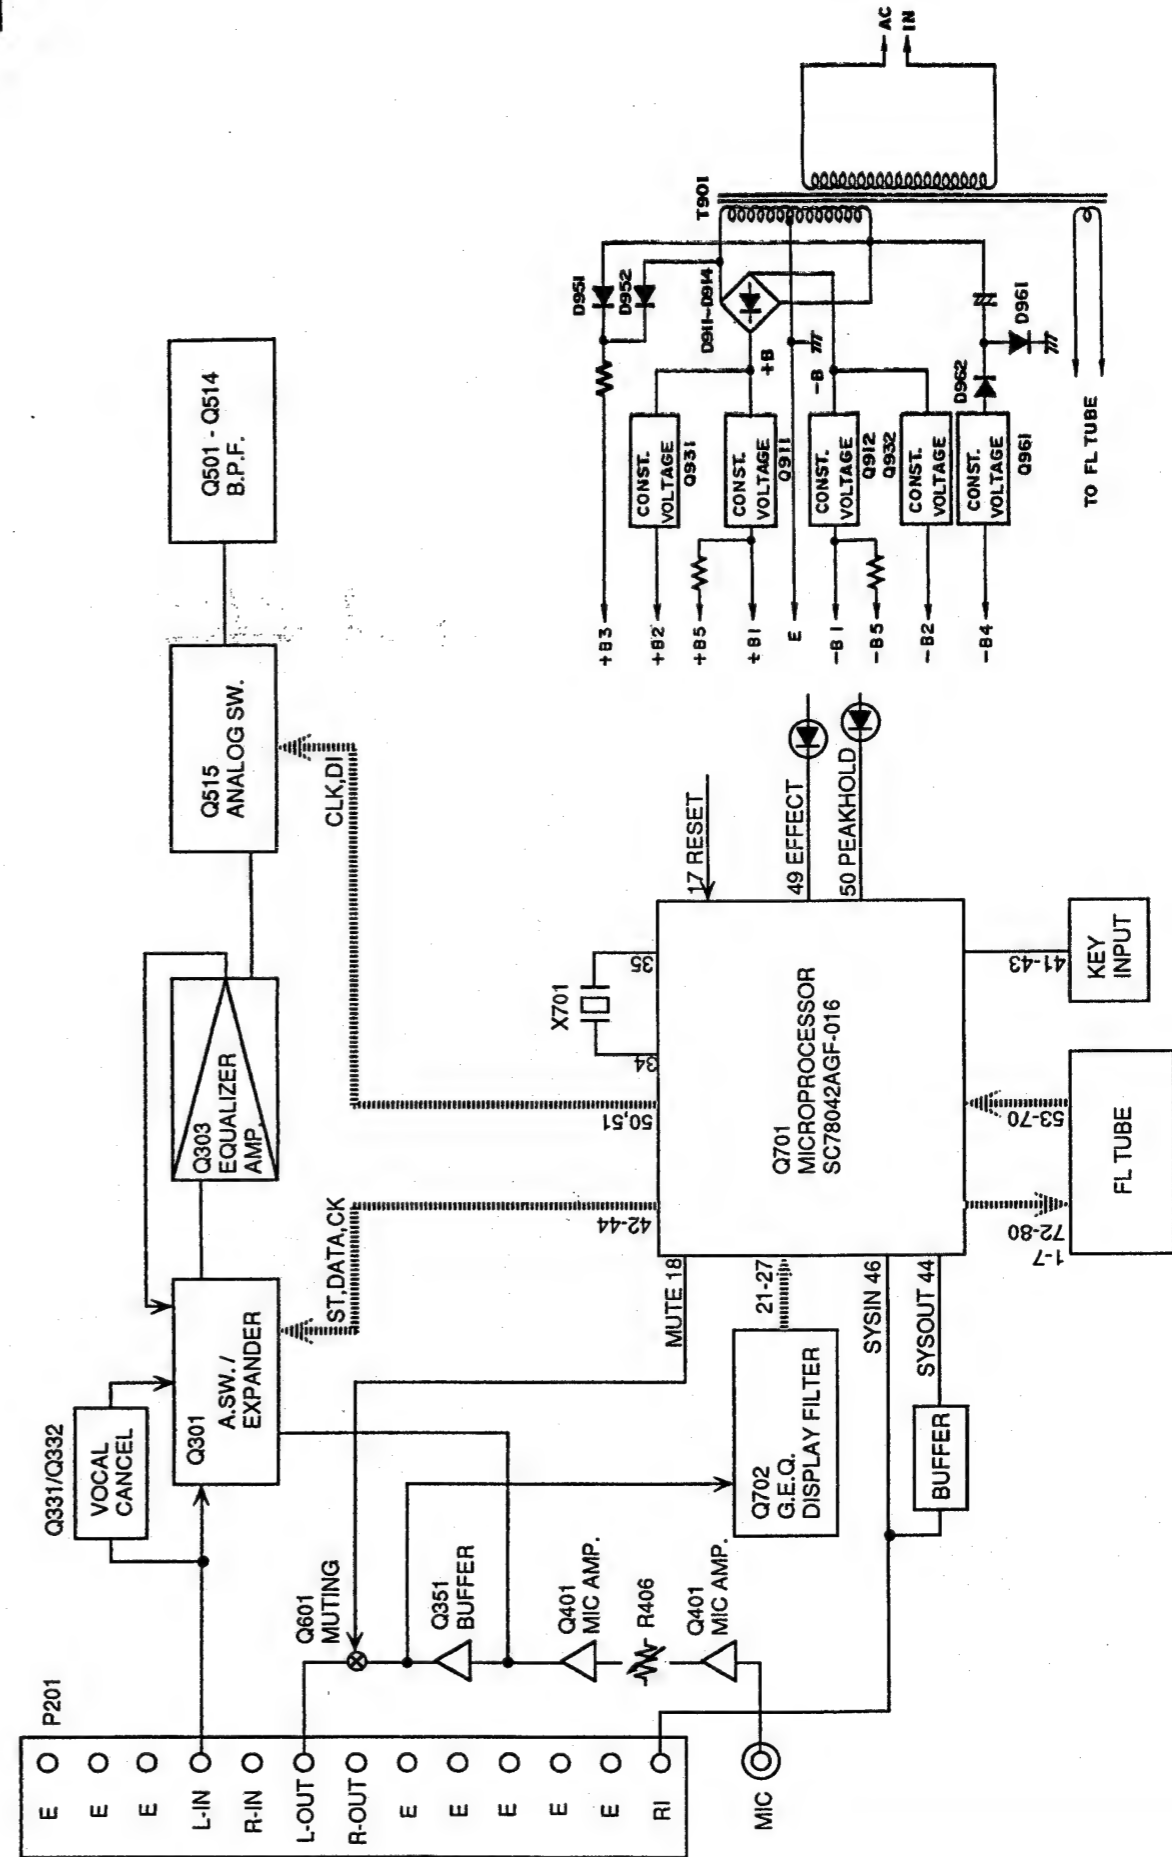 P201
E
E
E
L-IN
R-IN
L-OUT
R-OUT
E
E
E
E
E
RI
MIC
Q331/Q332
VOCAL
CANCEL
Q301
A.SW./
EXPANDER
Q303
EQUALIZER
AMP.
Q515
ANALOG SW.
Q501 - Q514
B.P.F.
ST,DATA,CK
CLK,DI
Q601
MUTING
Q351
BUFFER
Q401
MIC AMP.
R406
Q401
MIC AMP.
Q702
G.E.Q.
DISPLAY FILTER
BUFFER
MUTE 18
21-27
SYSIN 46
SYSOUT 44
42-44
50,51
34
35
X701
17 RESET
49 EFFECT
50 PEAKHOLD
Q701
MICROPROCESSOR
SC78042AGF-016
1-7
72-80
53-70
41-43
FL TUBE
KEY
INPUT
+B3
+B2
+B5
+B1
E
-B1
-B5
-B2
-B4
CONST.
VOLTAGE
Q931
CONST.
VOLTAGE
Q911
CONST.
VOLTAGE
Q912
Q932
CONST.
VOLTAGE
CONST.
VOLTAGE
Q961
+B
-B
D951
D952
D911~D914
D962
D961
T901
AC
IN
TO FL TUBE